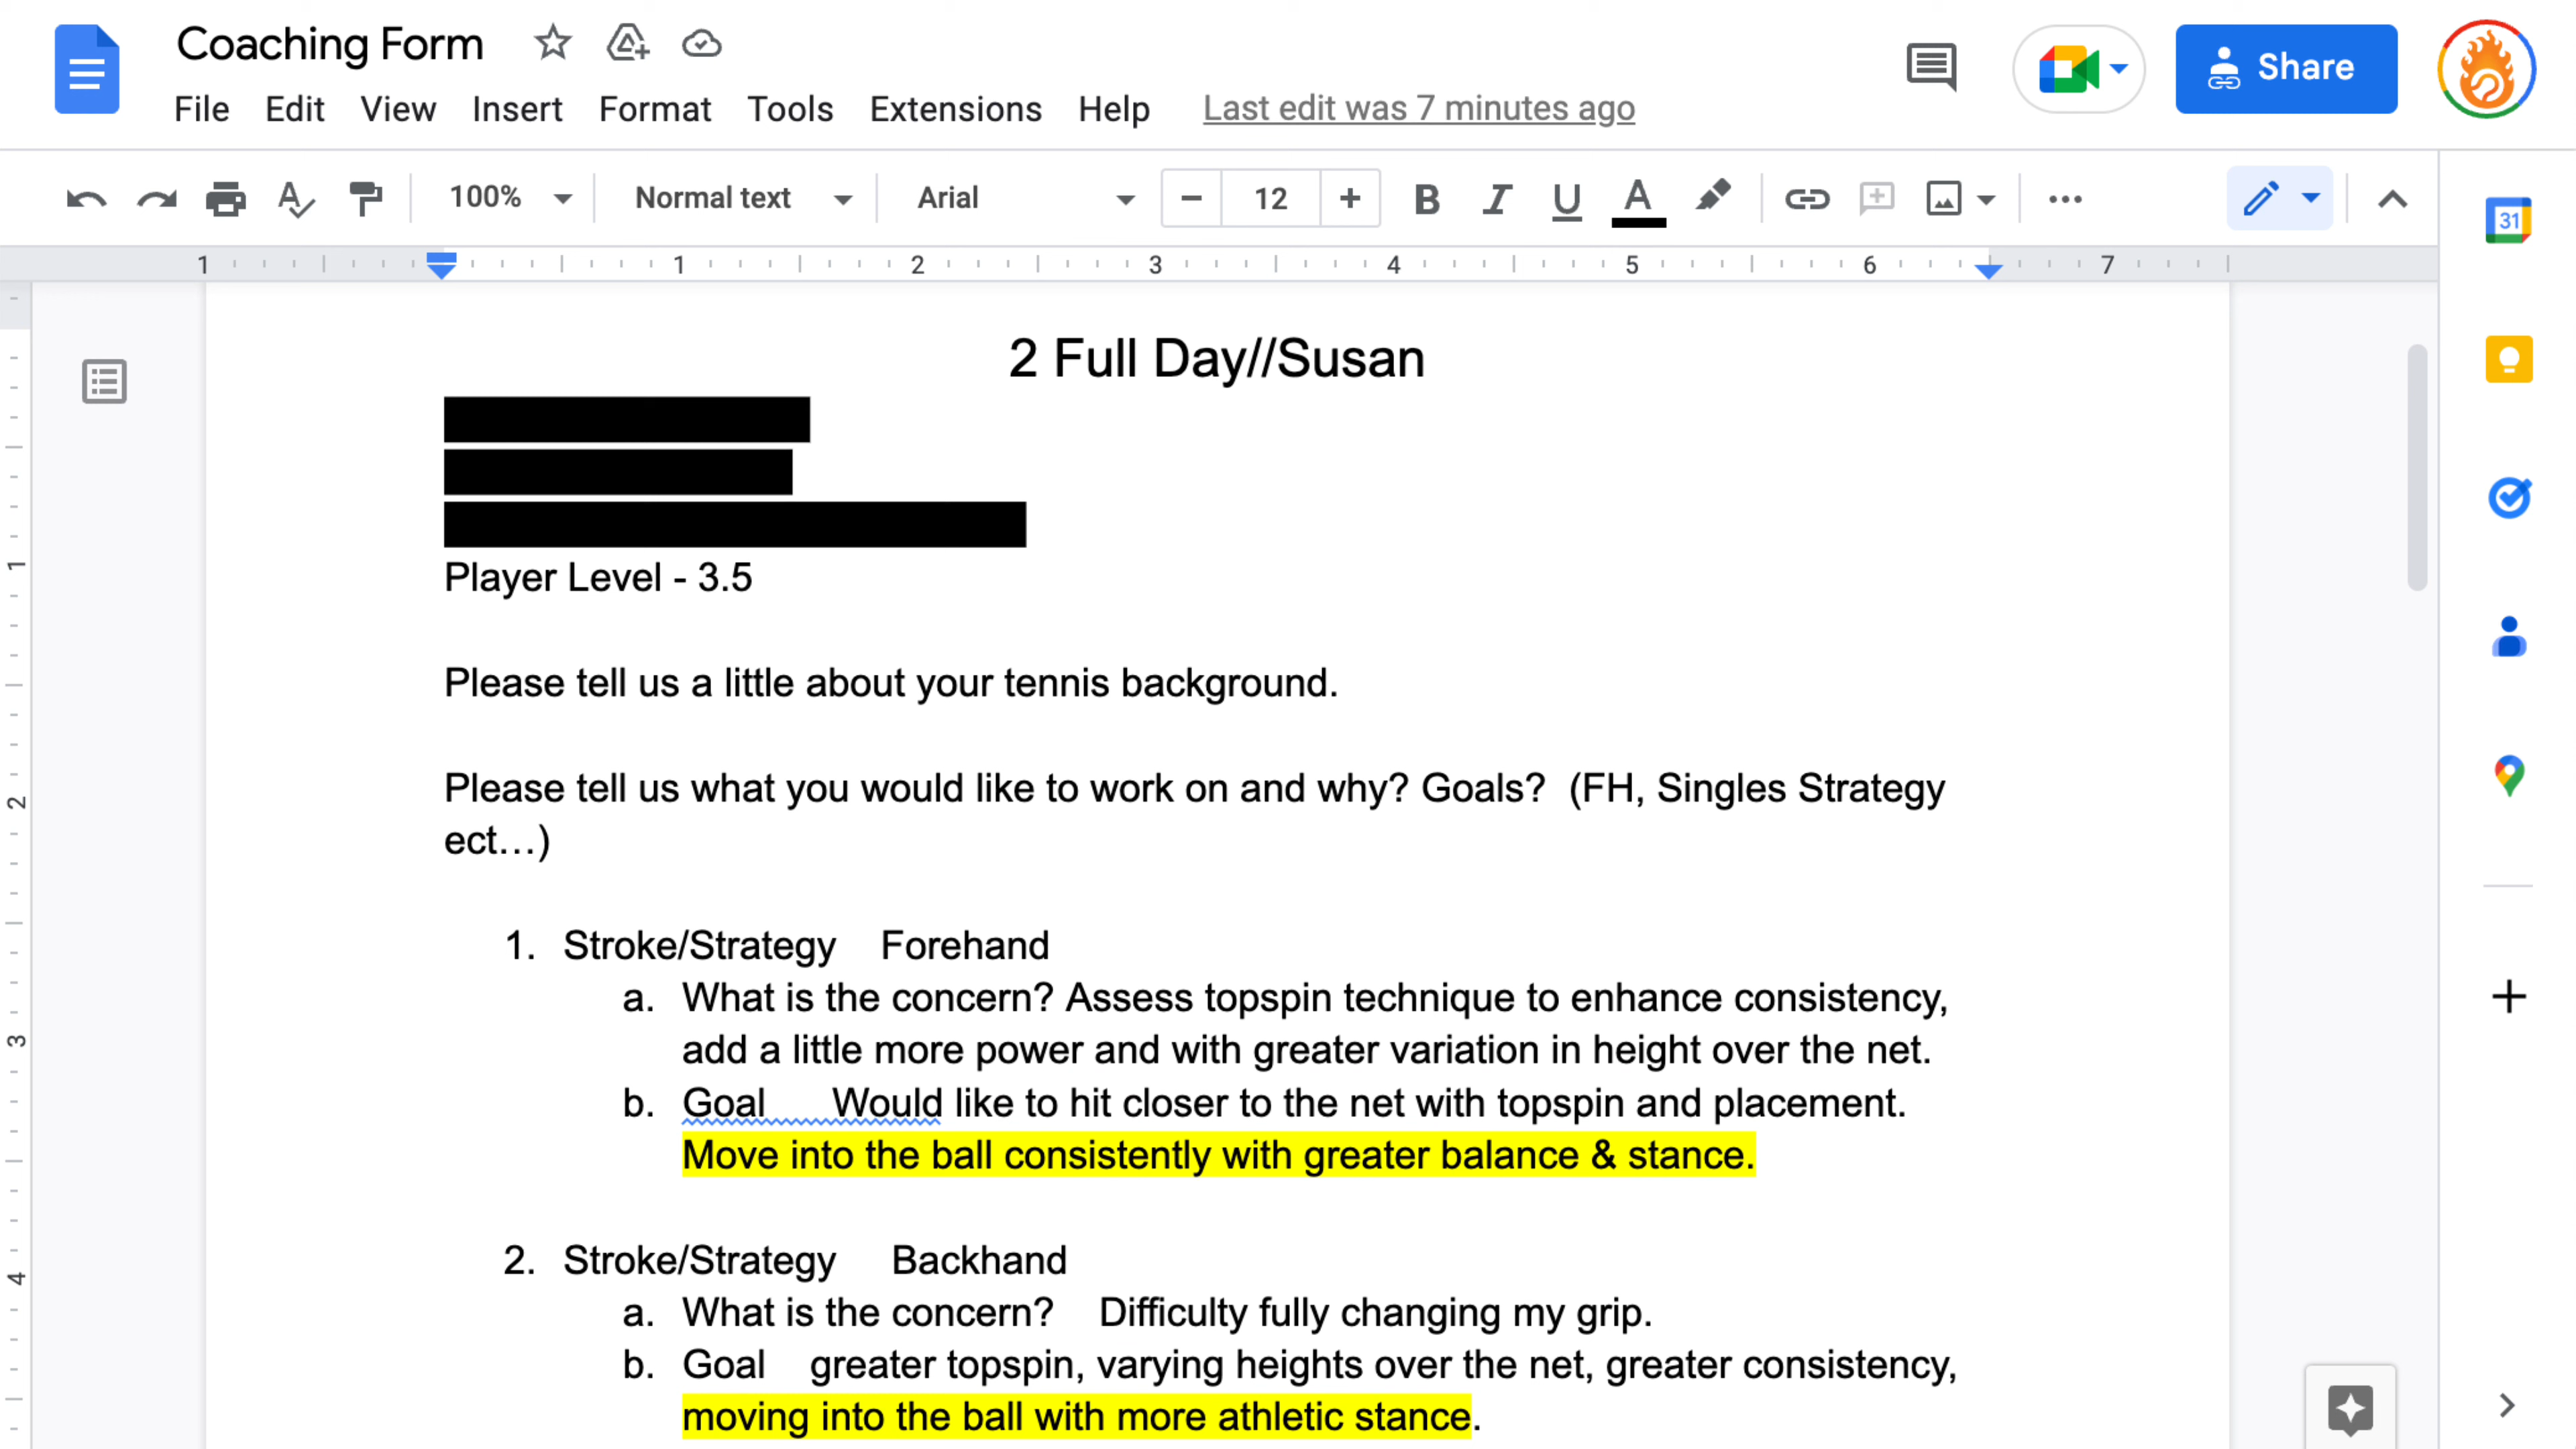 Coaching Form
File Edit View Insert Format Tools Extensions Help Last edit was 7 minutes ago
Share
100% Normal text Arial 12 B I U A
31
1 1 2 3 4 5 6 7
2 Full Day//Susan
Player Level - 3.5
Please tell us a little about your tennis background.
Please tell us what you would like to work on and why? Goals?  (FH, Singles Strategy
ect...)
1. Stroke/Strategy    Forehand
a. What is the concern? Assess topspin technique to enhance consistency,
add a little more power and with greater variation in height over the net.
b. Goal      Would like to hit closer to the net with topspin and placement.
Move into the ball consistently with greater balance & stance.
2. Stroke/Strategy     Backhand
a. What is the concern?    Difficulty fully changing my grip.
b. Goal    greater topspin, varying heights over the net, greater consistency,
moving into the ball with more athletic stance.
1
2
3
4